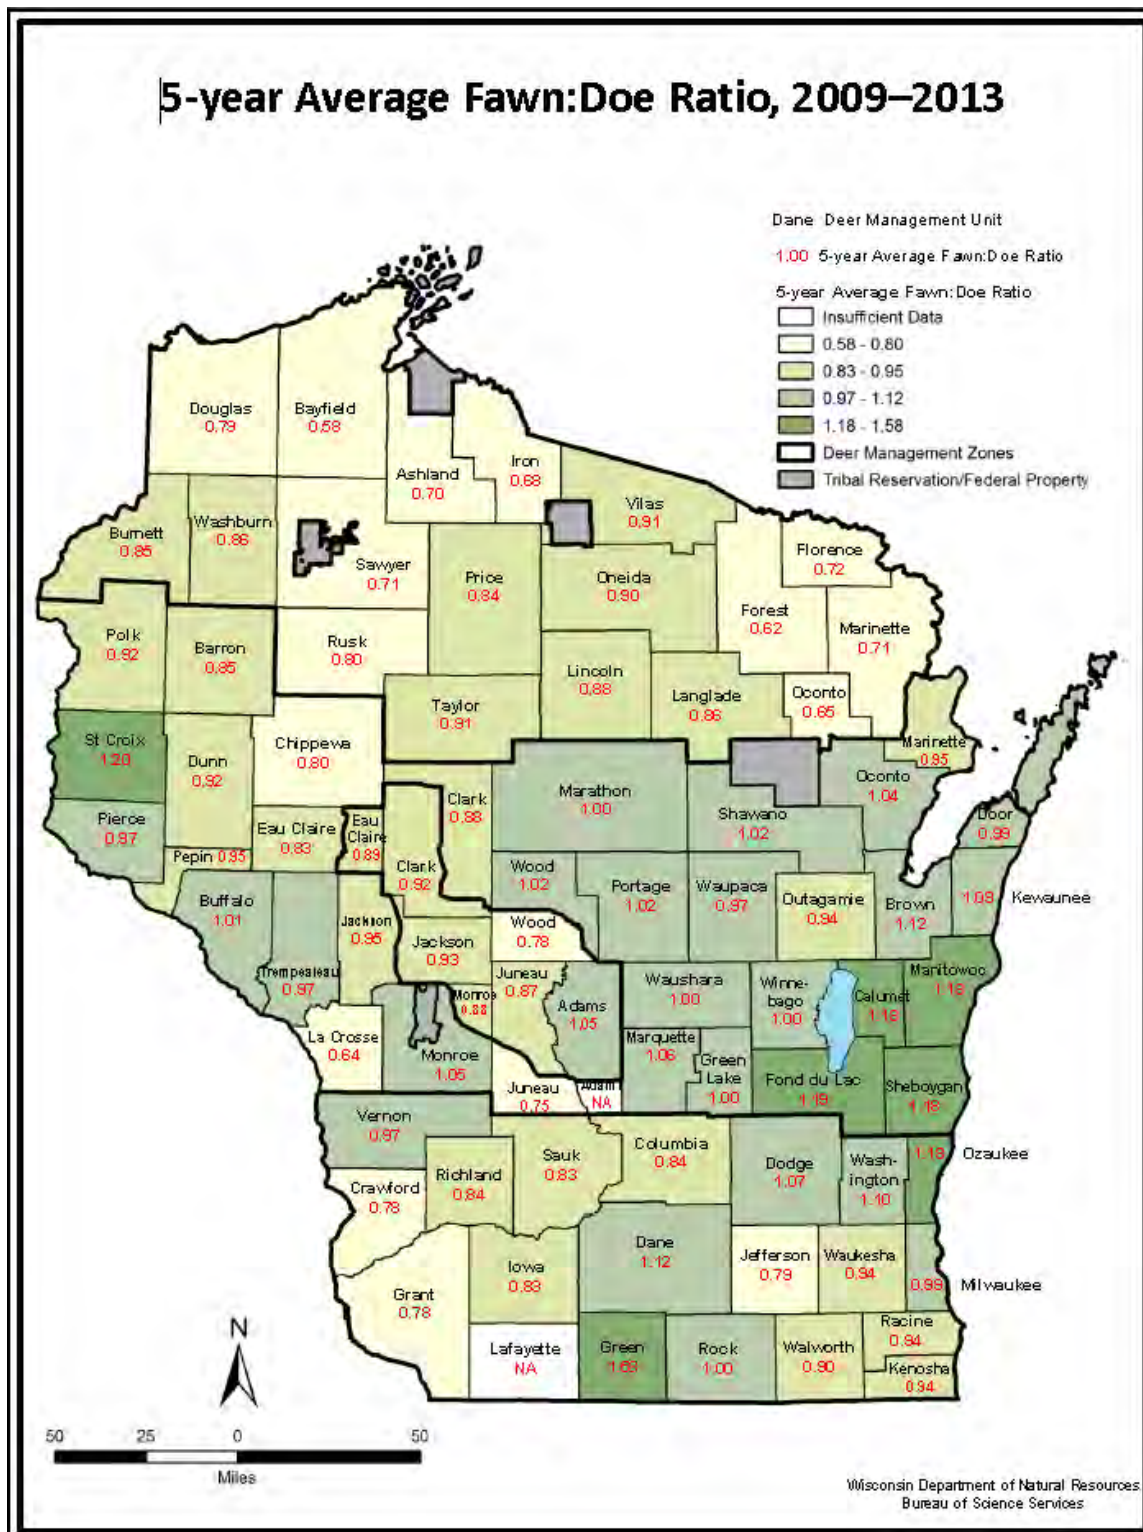 5-year Average Fawn:Doe Ratio, 2009–2013
Dane Deer Management Unit
1.00 5-year Average Fawn:Doe Ratio
5-year Average Fawn:Doe Ratio
Insufficient Data
0.58 - 0.80
0.83 - 0.95
0.97 - 1.12
1.18 - 1.58
Deer Management Zones
Tribal Reservation/Federal Property
Douglas
0.79
Bayfield
0.58
Ashland
0.70
Iron
0.68
Vilas
0.91
Burnett
0.85
Washburn
0.86
Sawyer
0.71
Price
0.84
Oneida
0.90
Florence
0.72
Forest
0.62
Marinette
0.71
Polk
0.92
Barron
0.85
Rusk
0.80
Lincoln
0.88
Langlade
0.86
Oconto
0.65
Taylor
0.91
St Croix
1.20
Dunn
0.92
Chippewa
0.80
Marinette
0.95
Oconto
1.04
Clark
0.88
Marathon
1.00
Shawano
1.02
Door
0.99
Pierce
0.97
Eau Claire
0.83
Eau
Claire
0.89
Pepin 0.95
Clark
0.92
Wood
1.02
Portage
1.02
Waupaca
0.97
Outagamie
0.94
Brown
1.12
Kewaunee
Buffalo
1.01
Jackson
0.95
Jackson
0.93
Wood
0.78
Trempealeau
0.97
Monroe
0.88
Juneau
0.87
Adams
1.05
Waushara
1.00
Winne-
bago
1.00
Calumet
1.18
Manitowoc
1.18
La Crosse
0.64
Monroe
1.05
Marquette
1.06
Green
Lake
1.00
Fond du Lac
1.19
Sheboygan
1.18
Juneau
0.75
Adam
NA
Vernon
0.97
Richland
0.84
Sauk
0.83
Columbia
0.84
Dodge
1.07
Wash-
ington
1.10
1.18 Ozaukee
Crawford
0.78
Grant
0.78
Iowa
0.83
Dane
1.12
Jefferson
0.79
Waukesha
0.94
0.99 Milwaukee
Lafayette
NA
Green
Rock
1.00
Walworth
0.90
Racine
0.94
Kenosha
0.94
N
50 25 0 50
Miles
Wisconsin Department of Natural Resources
Bureau of Science Services